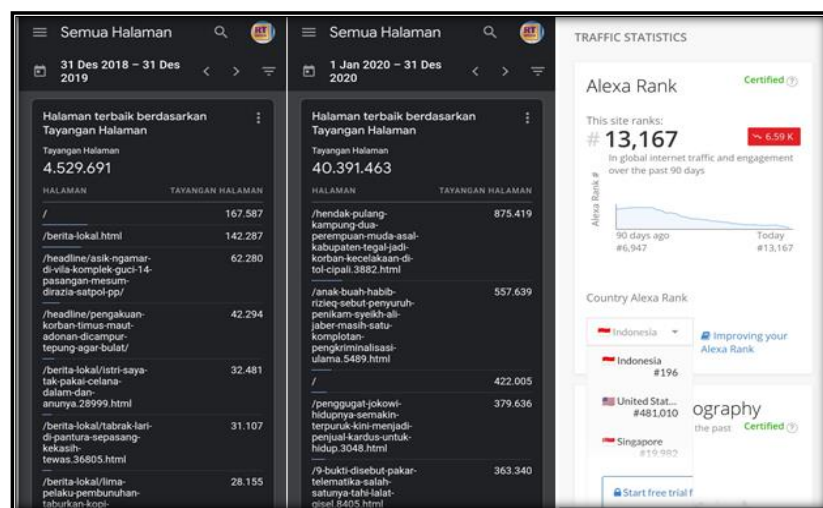 Semua Halaman
RT
31 Des 2018 – 31 Des
2019
Halaman terbaik berdasarkan
Tayangan Halaman
Tayangan Halaman
4.529.691
HALAMAN TAYANGAN HALAMAN
/ 167.587
/berita-lokal.html 142.287
/headline/asik-ngamar- 62.280
di-vila-komplek-guci-14-
pasangan-mesum-
dirazia-satpol-pp/
/headline/pengakuan- 42.294
korban-timus-maut-
adonan-dicampur-
tepung-agar-bulat/
/berita-lokal/istri-saya- 32.481
tak-pakai-celana-
dalam-dan-
anunya.28999.html
/berita-lokal/tabrak-lari- 31.107
di-pantura-sepasang-
kekasih-
tewas.36805.html
/berita-lokal/lima- 28.155
pelaku-pembunuhan-
taburkan-kopi-
Semua Halaman
RT
1 Jan 2020 – 31 Des
2020
Halaman terbaik berdasarkan
Tayangan Halaman
Tayangan Halaman
40.391.463
HALAMAN TAYANGAN HALAMAN
/hendak-pulang- 875.419
kampung-dua-
perempuan-muda-asal-
kabupaten-tegal-jadi-
korban-kecelakaan-di-
tol-cipali.3882.html
/anak-buah-habib- 557.639
rizieq-sebut-penyuruh-
penikam-syeikh-ali-
jaber-masih-satu-
komplotan-
pengkriminalisasi-
ulama.5489.html
/ 422.005
/penggugat-jokowi- 379.636
hidupnya-semakin-
terpuruk-kini-menjadi-
penjual-kardus-untuk-
hidup.3048.html
/9-bukti-disebut-pakar- 363.340
telematika-salah-
satunya-tahi-lalat-
gisel.8405.html
TRAFFIC STATISTICS
Alexa Rank Certified ?
This site ranks:
# 13,167 6.59 K
In global internet traffic and engagement
over the past 90 days
Alexa Rank #
90 days ago Today
#6,947 #13,167
Country Alexa Rank
Indonesia
Improving your
Alexa Rank
Indonesia
#196
United Stat...
#481,010
Singapore
#19,982
ography
the past Certified ?
Start free trial f